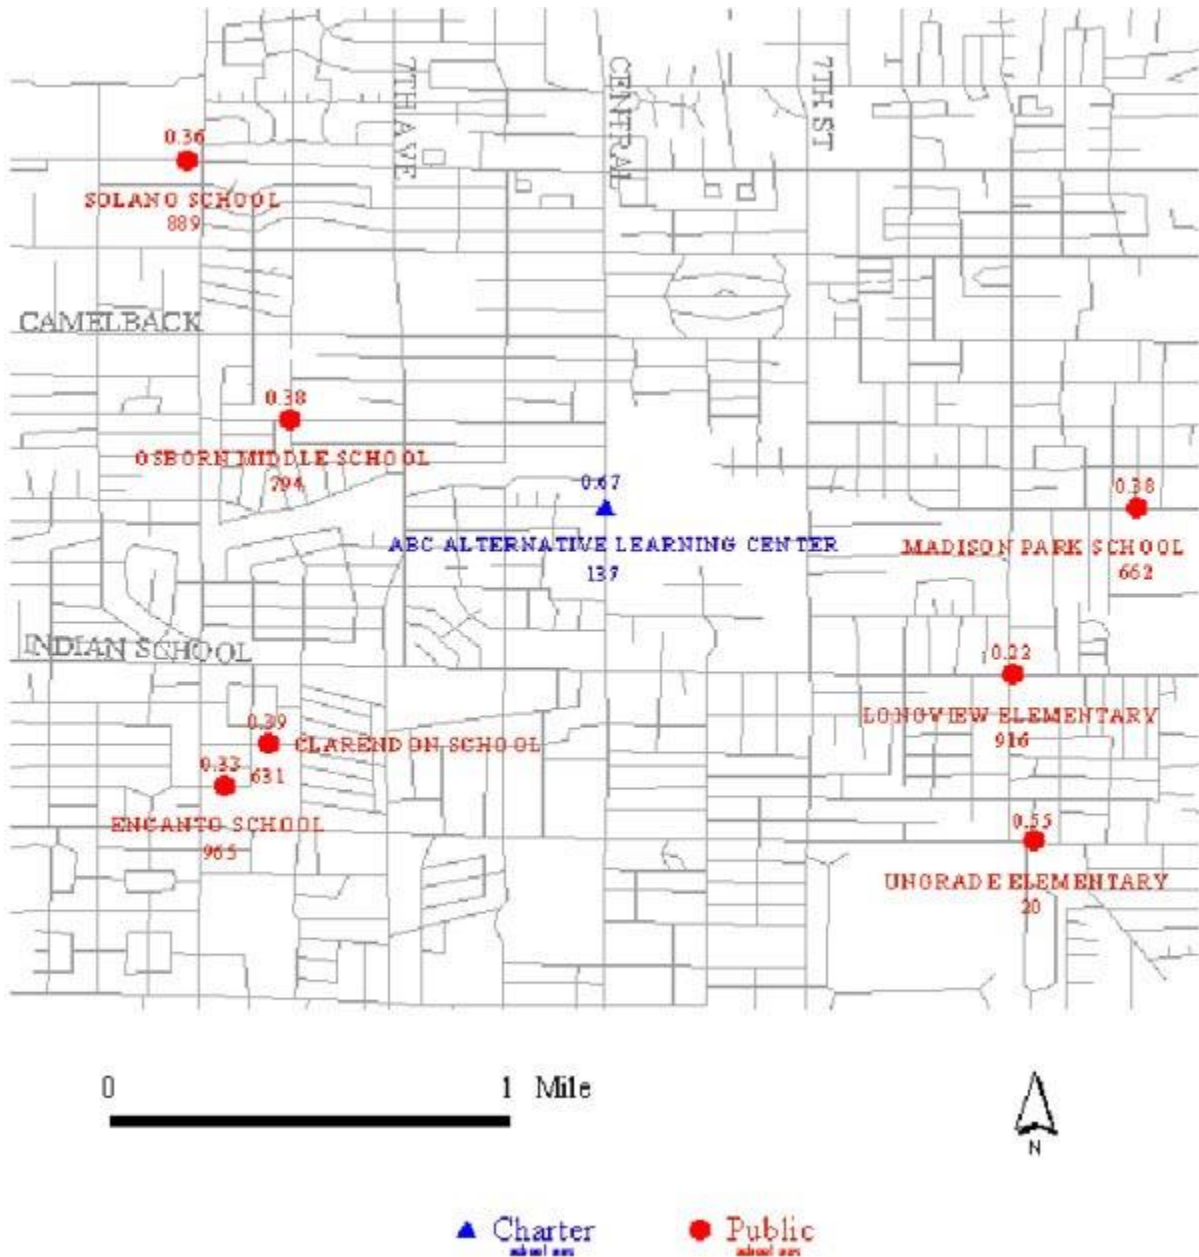 7TH AVE
CENTRAL
7TH ST
0.36
SOLANO SCHOOL
889
CAMELBACK
0.38
OSBORN MIDDLE SCHOOL
794
0.67
ABC ALTERNATIVE LEARNING CENTER
137
0.38
MADISON PARK SCHOOL
662
INDIAN SCHOOL
0.22
LONGVIEW ELEMENTARY
916
0.39
CLARENDON SCHOOL
631
0.33
ENCANTO SCHOOL
965
0.55
UNGRADE ELEMENTARY
20
0 1 Mile
N
Charter Public